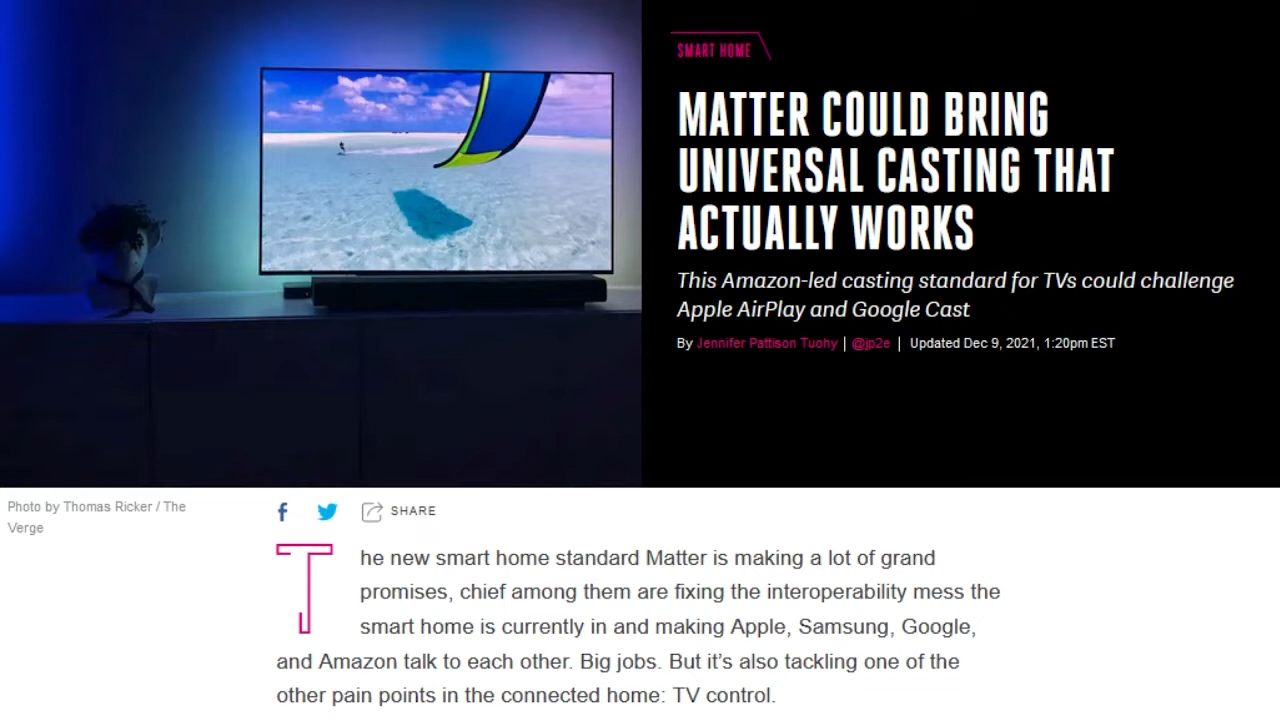 SMART HOME
MATTER COULD BRING
UNIVERSAL CASTING THAT
ACTUALLY WORKS
This Amazon-led casting standard for TVs could challenge
Apple AirPlay and Google Cast
By Jennifer Pattison Tuohy | @jp2e | Updated Dec 9, 2021, 1:20pm EST
Photo by Thomas Ricker / The
Verge
SHARE
The new smart home standard Matter is making a lot of grand
promises, chief among them are fixing the interoperability mess the
smart home is currently in and making Apple, Samsung, Google,
and Amazon talk to each other. Big jobs. But it’s also tackling one of the
other pain points in the connected home: TV control.